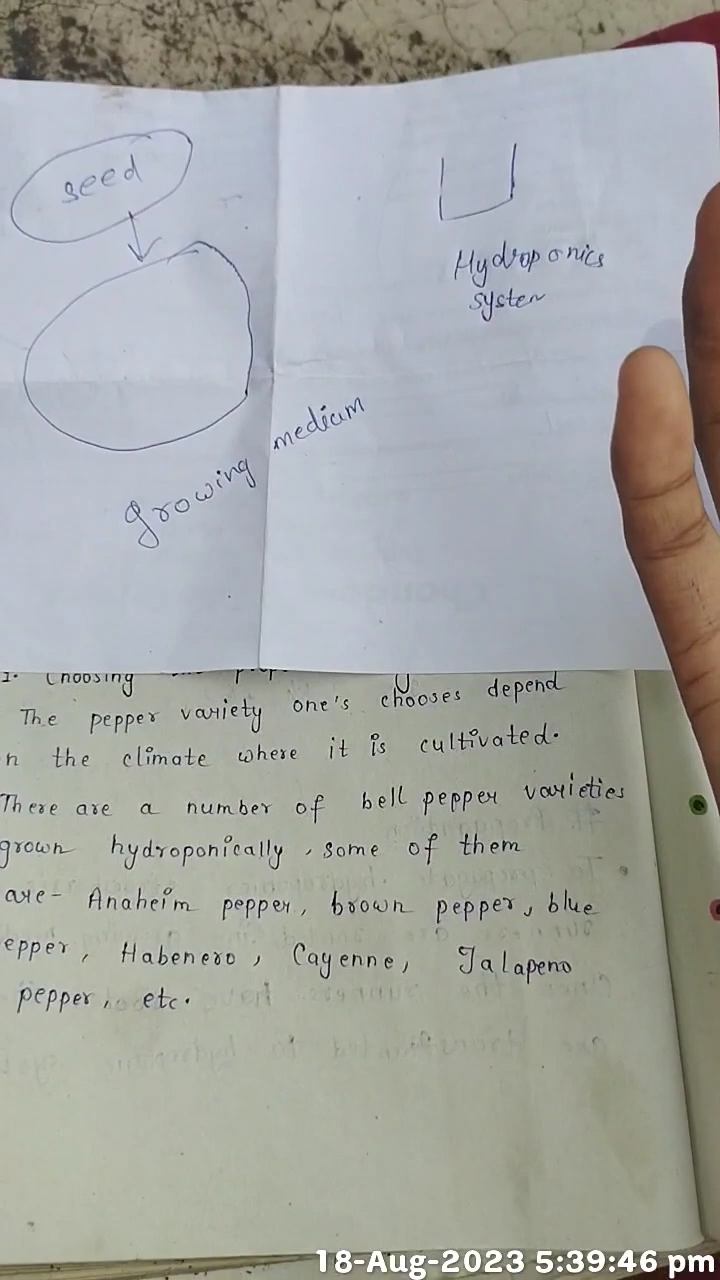 seed
Hydroponics
system
growing medium
1. Choosing
The pepper variety one's chooses depend
n the climate where it is cultivated.
There are a number of bell pepper varieties
grown hydroponically, some of them
are- Anaheim pepper, brown pepper, blue
epper, Habenero, Cayenne, Jalapeno
pepper, etc.
18-Aug-2023 5:39:46 pm